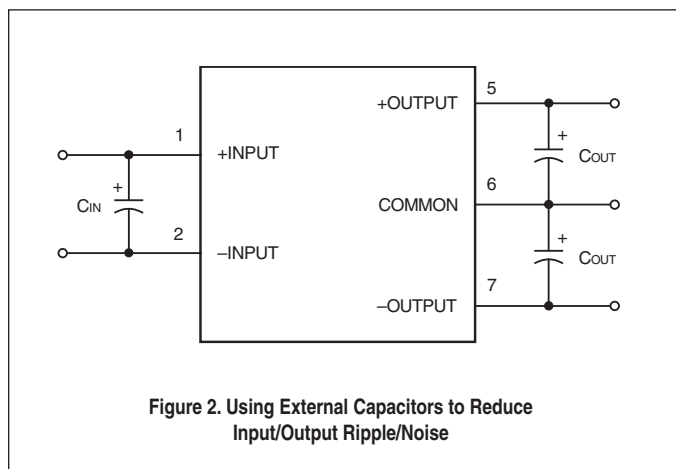 1
+INPUT
+
CIN
2
–INPUT
+OUTPUT
5
+
COUT
COMMON
6
+
COUT
–OUTPUT
7
Figure 2. Using External Capacitors to Reduce
Input/Output Ripple/Noise